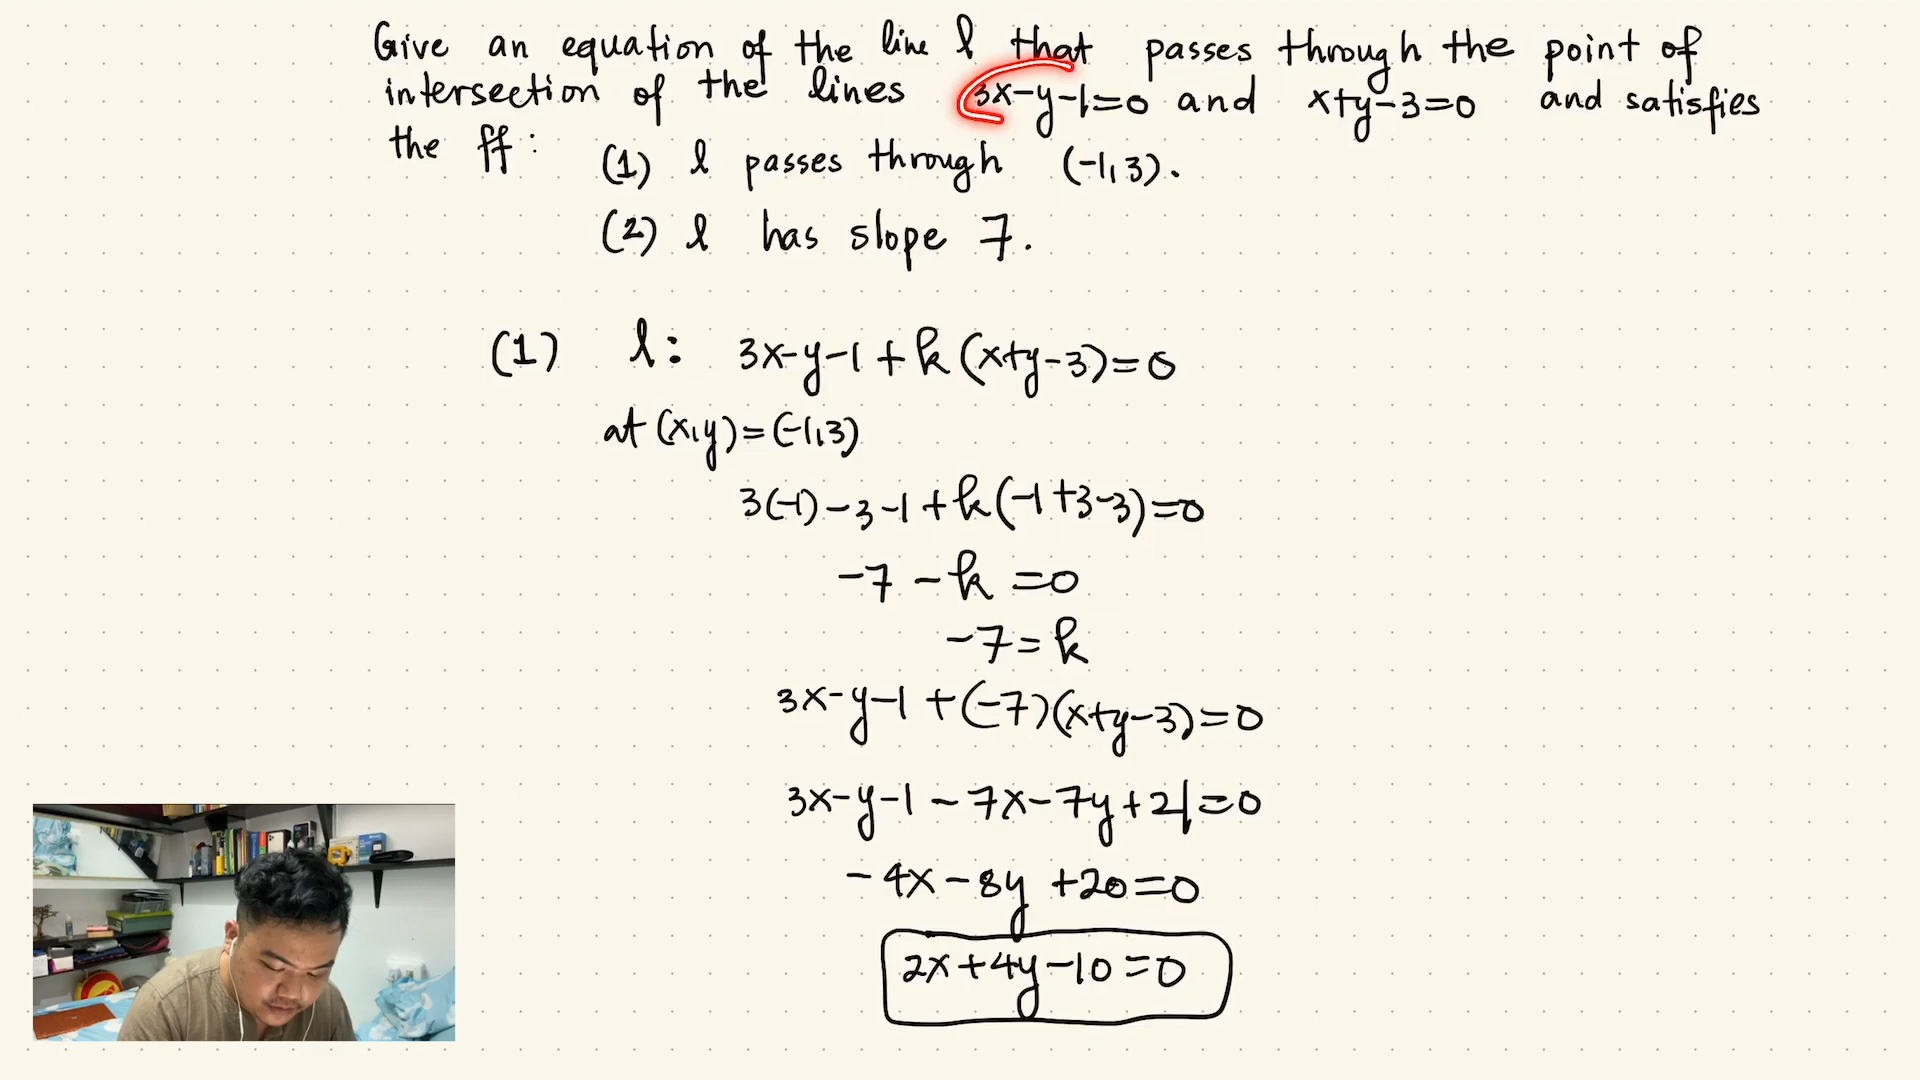 Give an equation of the line l that passes through the point of
intersection of the lines 3x-y-1=0 and x+y-3=0 and satisfies
the ff:
(1) l passes through (-1,3).
(2) l has slope 7.
(1) l: 3x-y-1+k(x+y-3)=0
at (x,y)=(-1,3)
3(-1)-3-1+k(-1+3-3)=0
-7-k=0
-7=k
3x-y-1+(-7)(x+y-3)=0
3x-y-1-7x-7y+21=0
-4x-8y+20=0
2x+4y-10=0